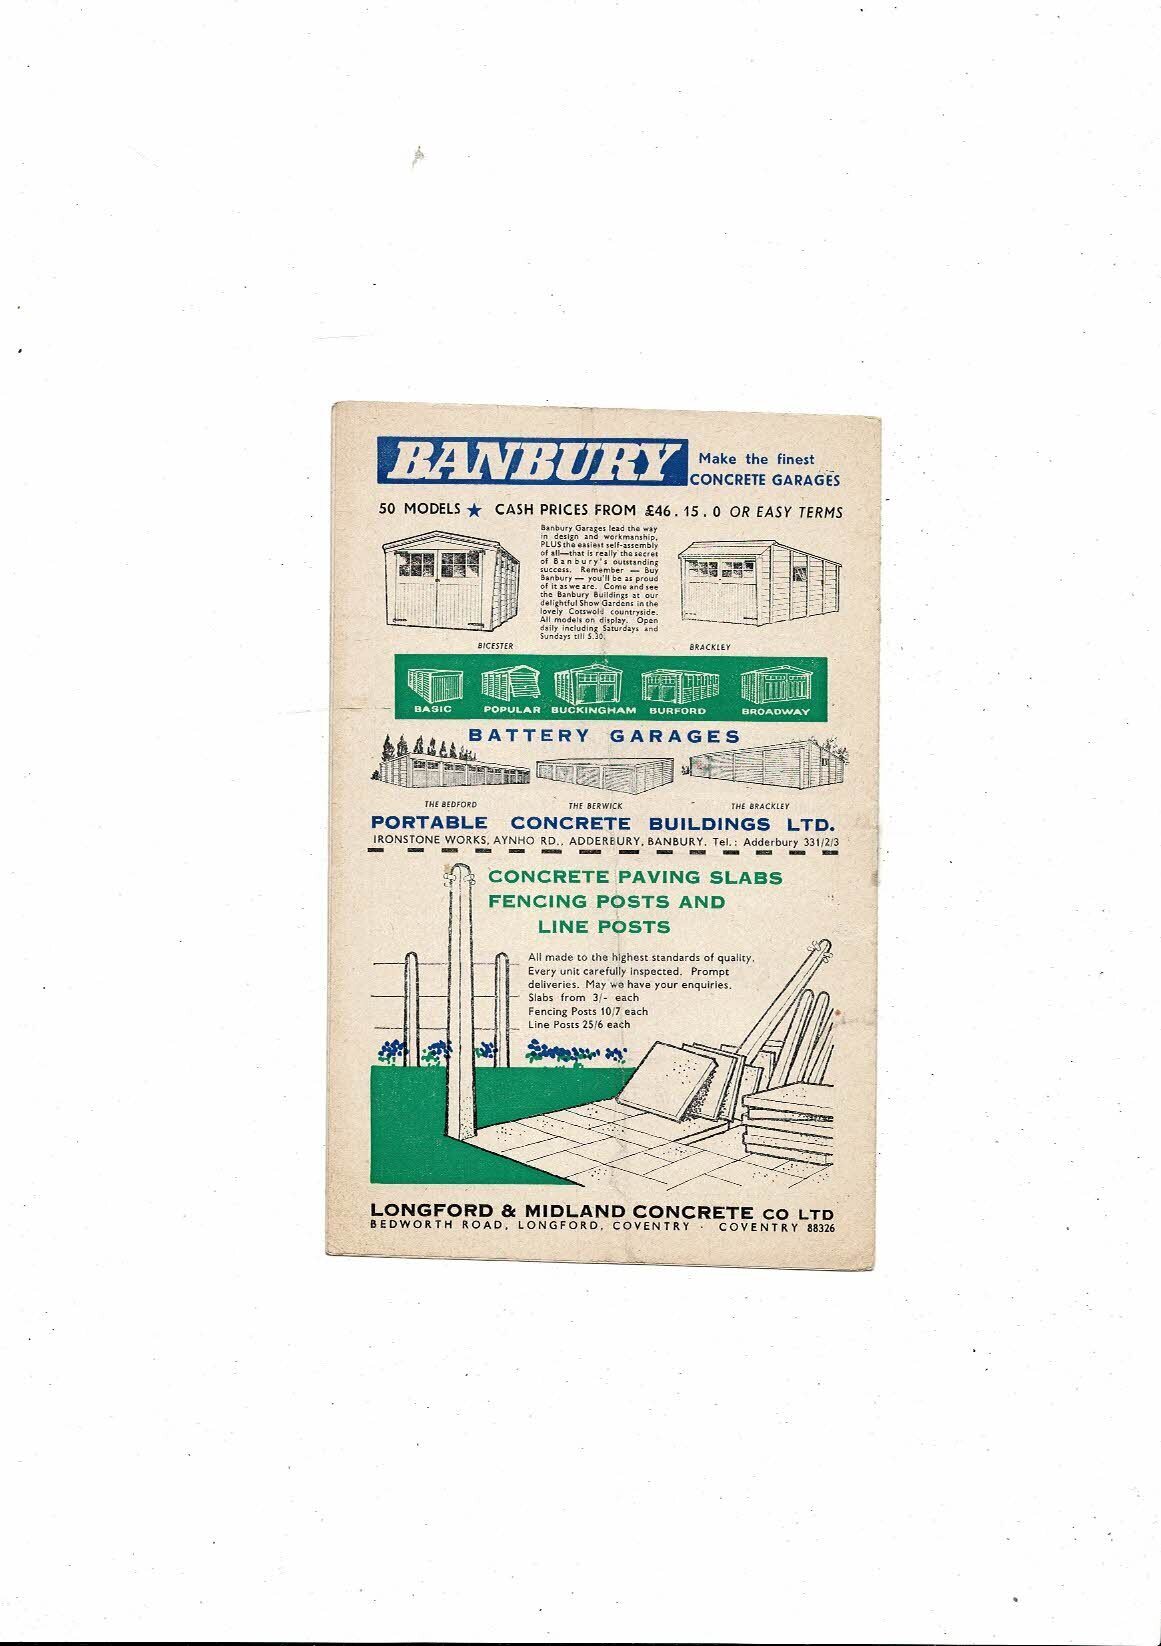 BANBURY
Make the finest
CONCRETE GARAGES
50 MODELS ★ CASH PRICES FROM £46.15.0 OR EASY TERMS
Banbury Garages lead the way
in design and workmanship,
PLUS the easiest self-assembly
of all—that is really the secret
of Banbury's outstanding
success. Remember — Buy
Banbury — you'll be as proud
of it as we are. Come and see
the Banbury Buildings at our
delightful Show Gardens in the
lovely Cotswold countryside.
All models on display. Open
daily including Saturdays and
Sundays till 5.30.
BICESTER
BRACKLEY
BASIC POPULAR BUCKINGHAM BURFORD BROADWAY
BATTERY GARAGES
THE BEDFORD THE BERWICK THE BRACKLEY
PORTABLE CONCRETE BUILDINGS LTD.
IRONSTONE WORKS, AYNHO RD., ADDERBURY, BANBURY. Tel.: Adderbury 331/2/3
CONCRETE PAVING SLABS
FENCING POSTS AND
LINE POSTS
All made to the highest standards of quality.
Every unit carefully inspected. Prompt
deliveries. May we have your enquiries.
Slabs from 3/- each
Fencing Posts 10/7 each
Line Posts 25/6 each
LONGFORD & MIDLAND CONCRETE CO LTD
BEDWORTH ROAD, LONGFORD, COVENTRY · COVENTRY 88326